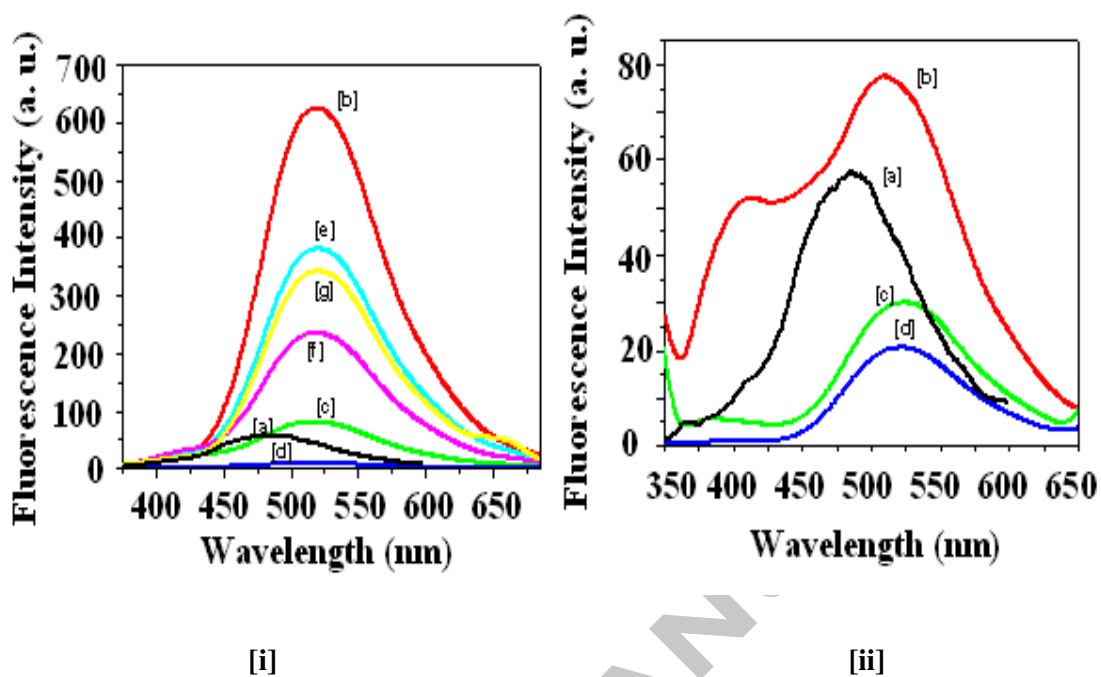 Fluorescence Intensity (a. u.)
700
600
500
400
300
200
100
0
[b]
[e]
[g]
[f]
[c]
[a]
[d]
400 450 500 550 600 650
Wavelength (nm)
[i]
Fluorescence Intensity (a. u.)
80
60
40
20
0
[b]
[a]
[c]
[d]
350 400 450 500 550 600 650
Wavelength (nm)
[ii]